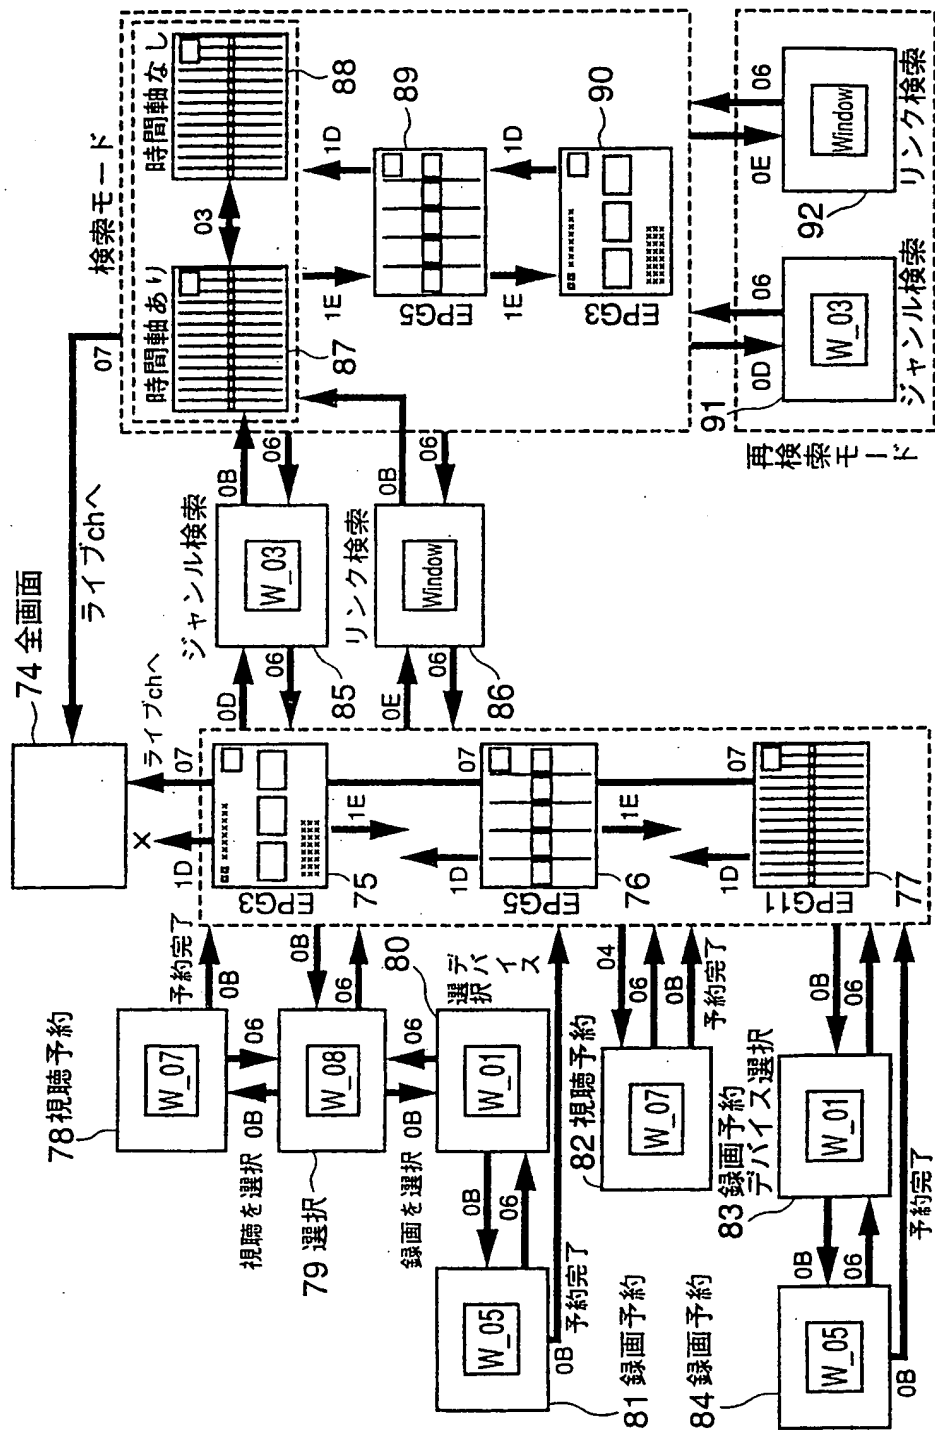 74 全画面
ライブchへ
07
ライブchへ
07
×
1D
EPG3
75
1E
1D
EPG5
07
76
1E
1D
EPG11
07
77
78 視聴予約
W_07
予約完了
0B
06
0B
視聴を選択
W_08
79 選択
0B
06
06
0B
録画を選択
80
デバイス
選択
W_01
0B
06
W_05
0B
予約完了
81 録画予約
04
06
0B
予約完了
82 視聴予約
W_07
83 録画予約
デバイス選択
W_01
0B
06
0B
06
W_05
84 録画予約
0B
予約完了
0D
06
ジャンル検索
W_03
85
0B
06
0E
06
リンク検索
Window
86
0B
06
検索モード
時間軸あり
87
03
時間軸なし
88
1E
1D
EPG5
89
1E
1D
EPG3
90
0D
06
0E
06
再検索
モード
W_03
91
ジャンル検索
Window
92
リンク検索